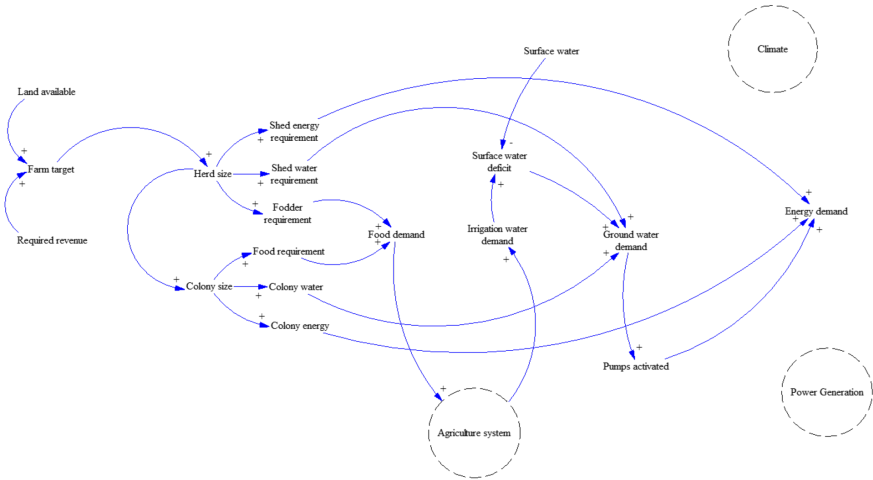 Surface water
Climate
Land available
+
Farm target
+
Required revenue
+
Herd size
+
Shed energy
requirement
+
Shed water
requirement
+
Fodder
requirement
Food requirement
+
+
Colony size
Colony water
+
+
Colony energy
+
+
Food demand
-
Surface water
deficit
+
Irrigation water
demand
+
+
+
Ground water
demand
+
+
Energy demand
+
+
+
Pumps activated
+
Agriculture system
Power Generation